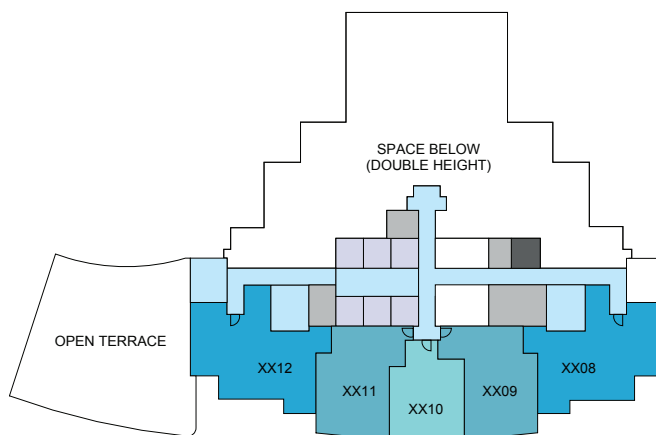 SPACE BELOW
(DOUBLE HEIGHT)
OPEN TERRACE
XX12
XX11
XX10
XX09
XX08